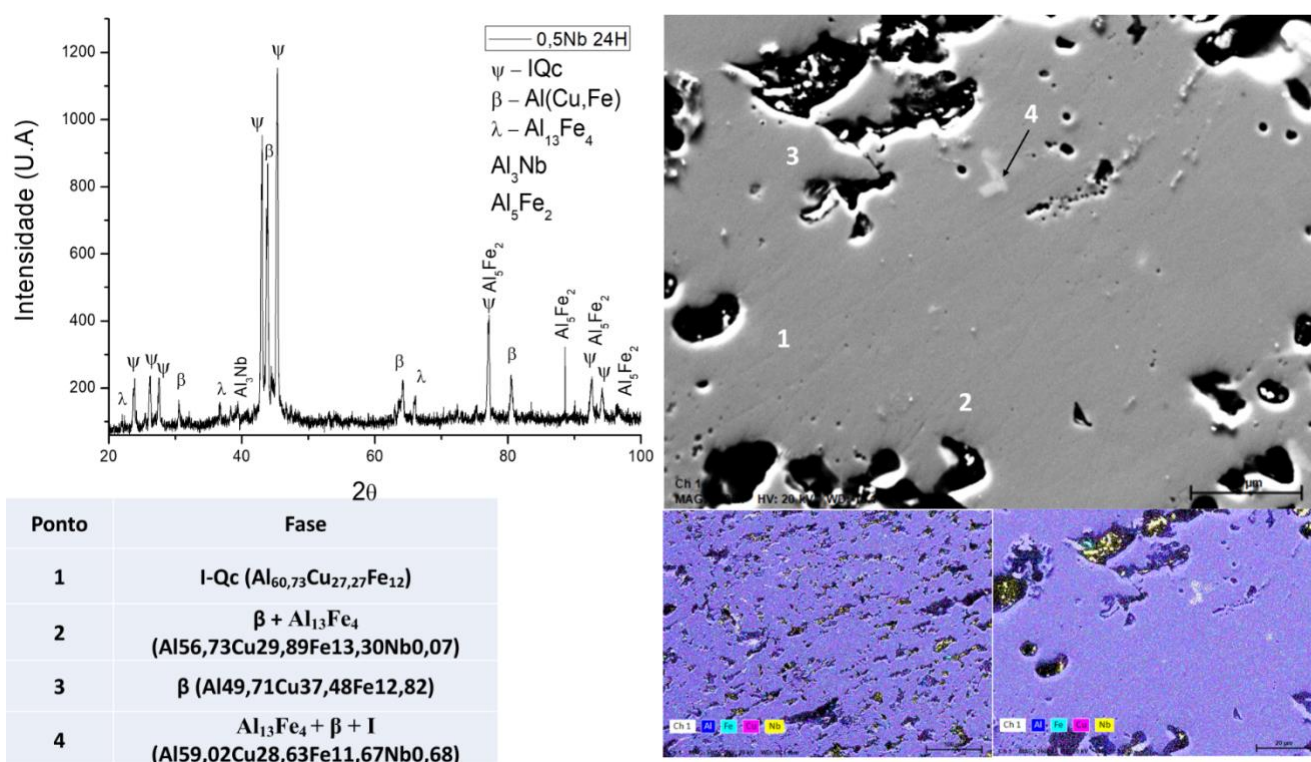 1200
1000
800
600
400
200
Intensidade (U.A)
20 40 60 80 100
2θ
0,5Nb 24H
ψ – IQc
β – Al(Cu,Fe)
λ – Al₁₃Fe₄
Al₃Nb
Al₅Fe₂
λ ψ ψ ψ β λ Al₃Nb ψ β ψ β λ ψ Al₅Fe₂ β Al₅Fe₂ ψ Al₅Fe₂ ψ Al₅Fe₂
Ponto Fase
1 I-Qc (Al₆₀,₇₃Cu₂₇,₂₇Fe₁₂)
2 β + Al₁₃Fe₄
(Al56,73Cu29,89Fe13,30Nb0,07)
3 β (Al49,71Cu37,48Fe12,82)
4 Al₁₃Fe₄ + β + I
(Al59,02Cu28,63Fe11,67Nb0,68)
4
3
1
2
Ch 1
MAG HV: 20 kV
µm
Ch 1 Al Fe Cu Nb
Ch 1 Al Fe Cu Nb
20 µm